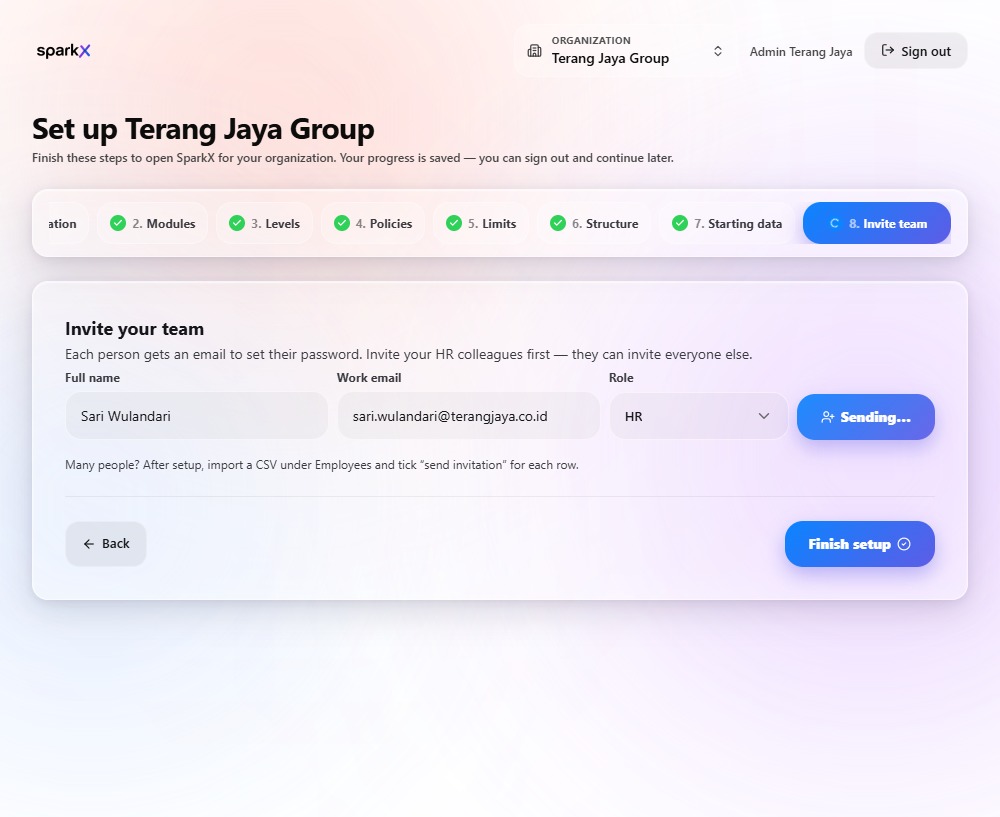 sparkX
ORGANIZATION
Terang Jaya Group
Admin Terang Jaya
Sign out
Set up Terang Jaya Group
Finish these steps to open SparkX for your organization. Your progress is saved — you can sign out and continue later.
ation
2. Modules
3. Levels
4. Policies
5. Limits
6. Structure
7. Starting data
8. Invite team
Invite your team
Each person gets an email to set their password. Invite your HR colleagues first — they can invite everyone else.
Full name
Work email
Role
Sari Wulandari
sari.wulandari@terangjaya.co.id
HR
Sending...
Many people? After setup, import a CSV under Employees and tick “send invitation” for each row.
Back
Finish setup